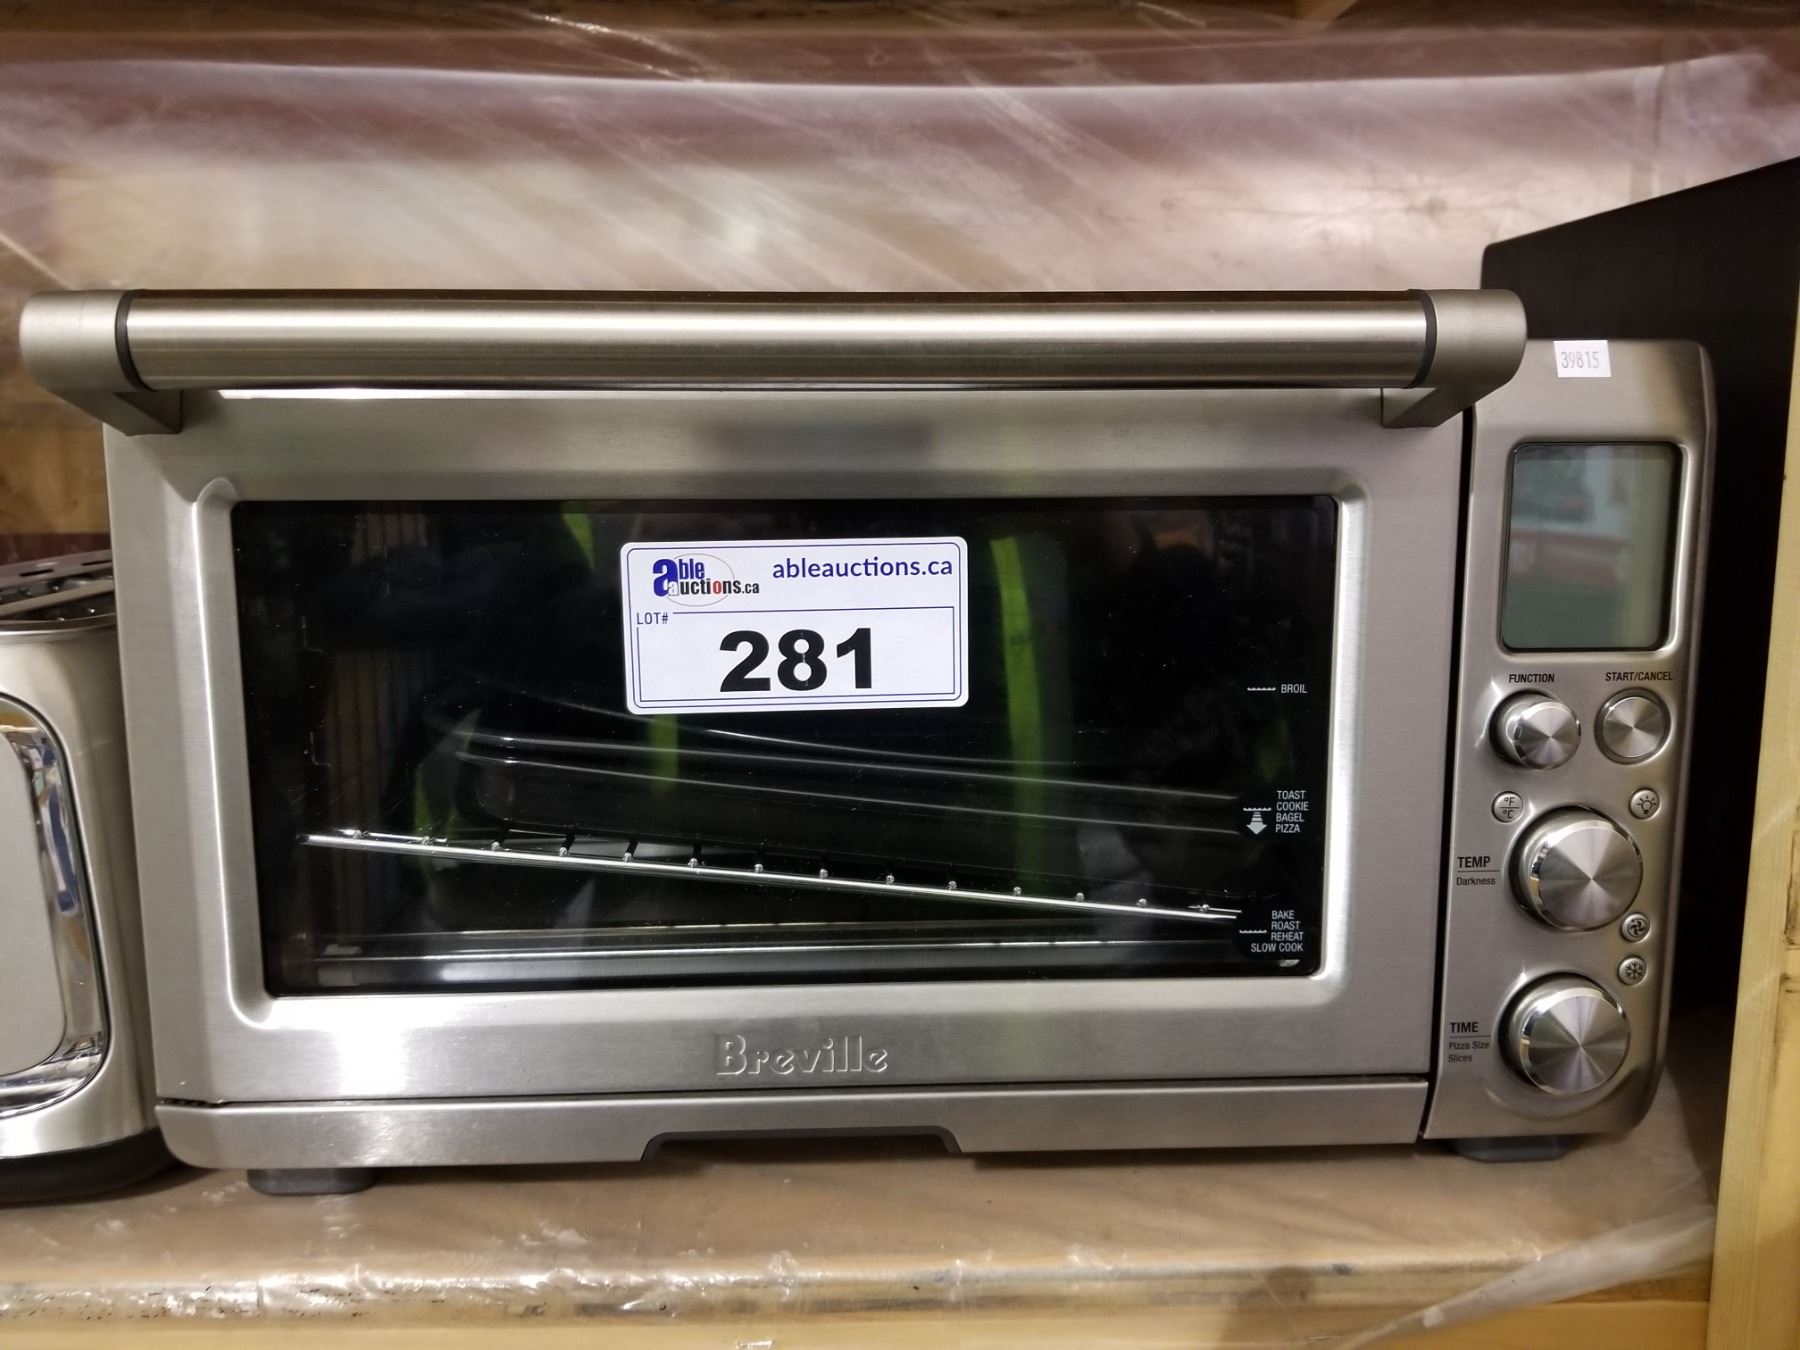 39815
able
auctions.ca
ableauctions.ca
LOT#
281
FUNCTION
START/CANCEL
BROIL
TOAST
COOKIE
BAGEL
PIZZA
°F
°C
TEMP
Darkness
BAKE
ROAST
REHEAT
SLOW COOK
TIME
Pizza Size
Slices
Breville